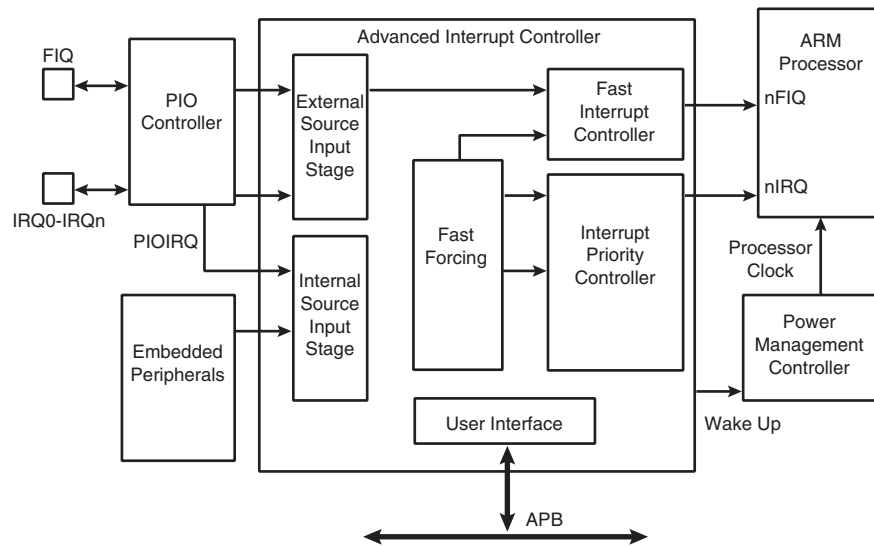 FIQ
PIO
Controller
IRQ0-IRQn
PIOIRQ
Embedded
Peripherals
Advanced Interrupt Controller
External
Source
Input
Stage
Internal
Source
Input
Stage
Fast
Forcing
Fast
Interrupt
Controller
Interrupt
Priority
Controller
User Interface
APB
ARM
Processor
nFIQ
nIRQ
Processor
Clock
Power
Management
Controller
Wake Up